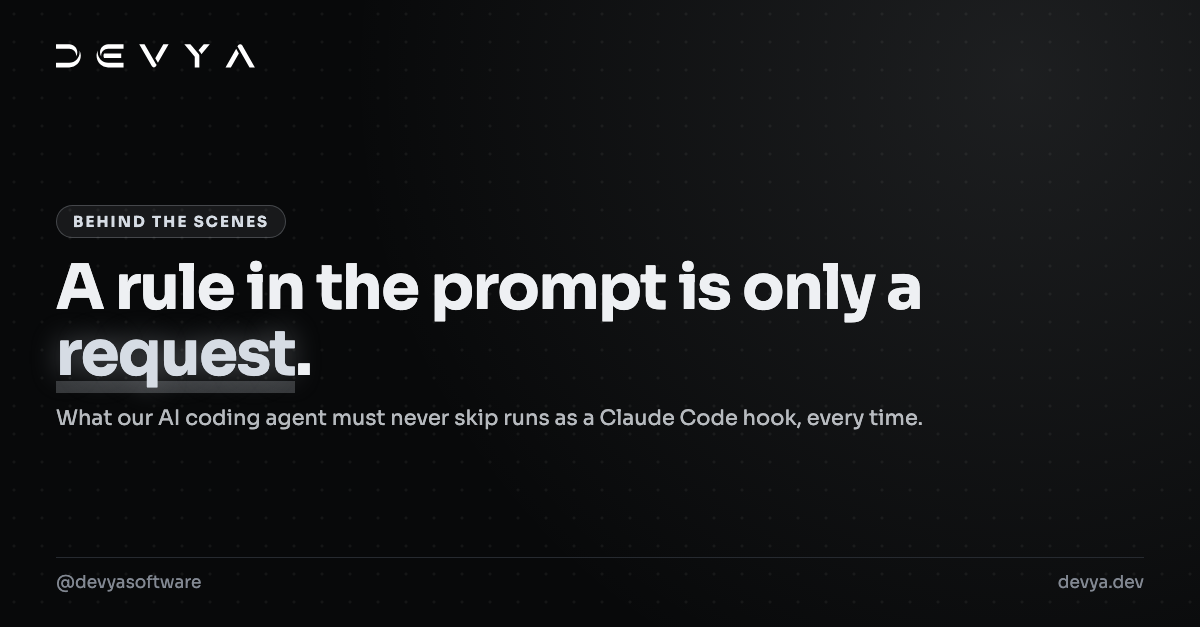 DEVYA
BEHIND THE SCENES
A rule in the prompt is only a
request.
What our AI coding agent must never skip runs as a Claude Code hook, every time.
@devyasoftware
devya.dev